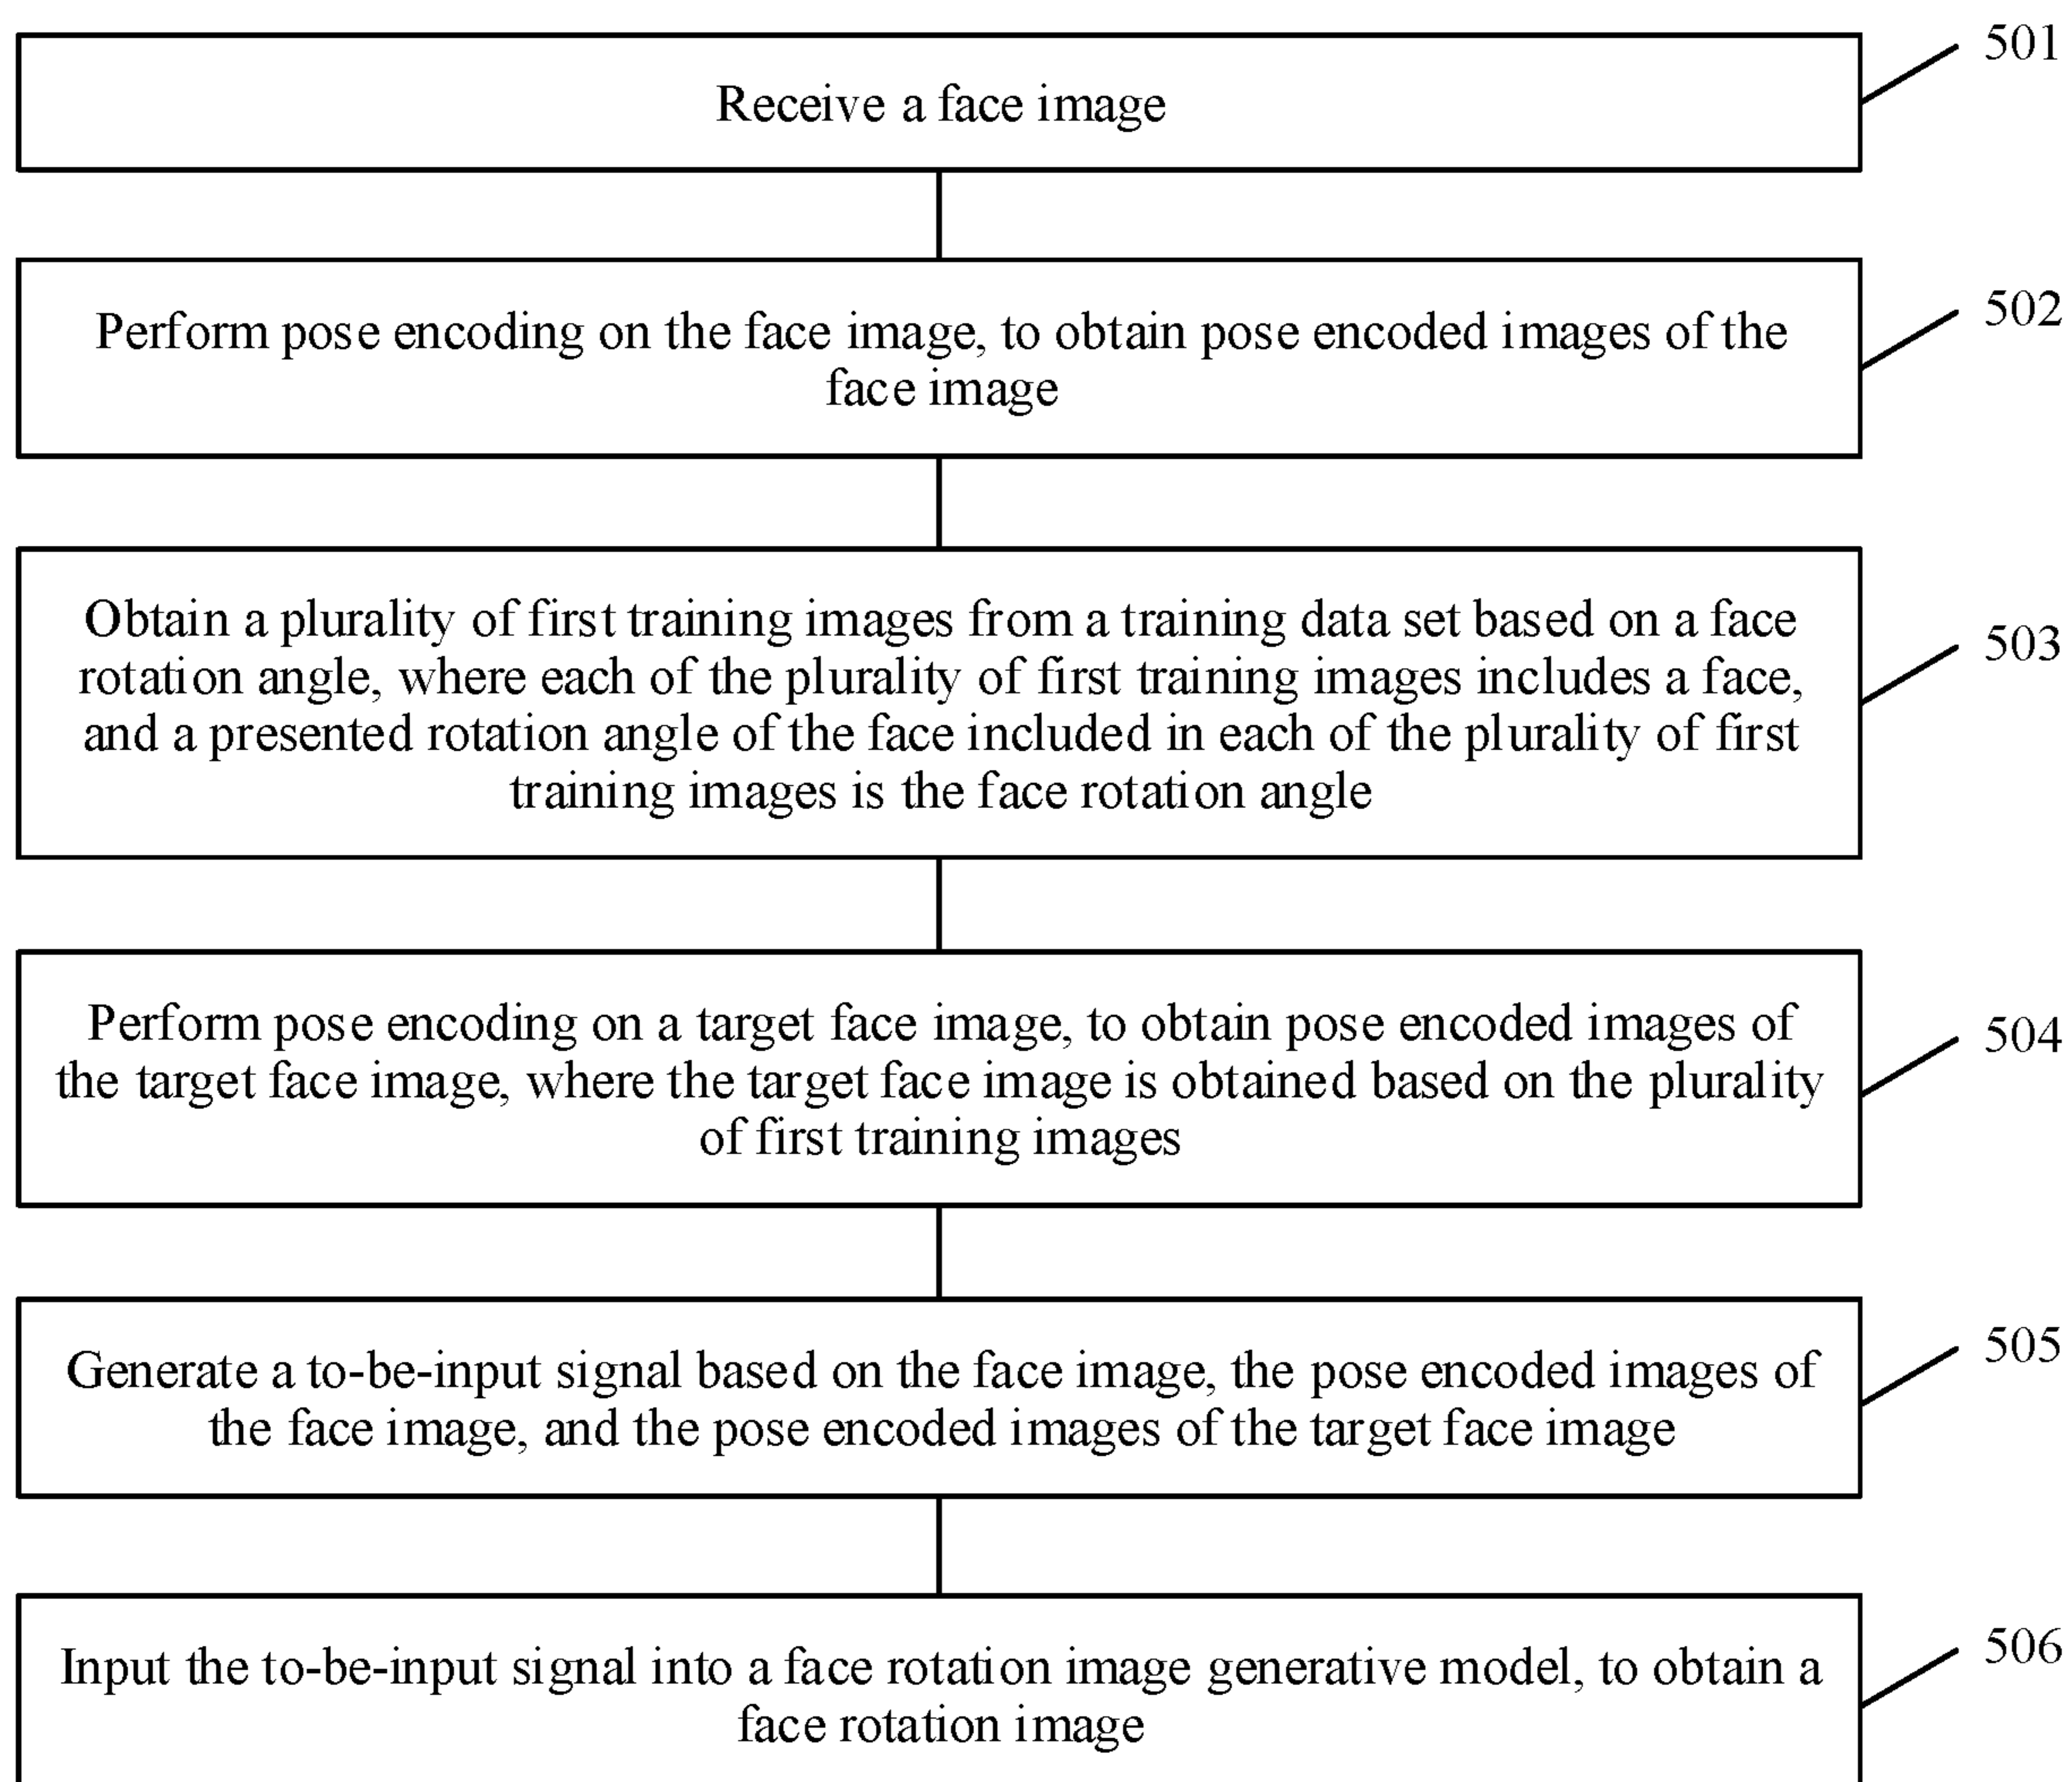 501
Receive a face image
502
Perform pose encoding on the face image, to obtain pose encoded images of the
face image
503
Obtain a plurality of first training images from a training data set based on a face
rotation angle, where each of the plurality of first training images includes a face,
and a presented rotation angle of the face included in each of the plurality of first
training images is the face rotation angle
504
Perform pose encoding on a target face image, to obtain pose encoded images of
the target face image, where the target face image is obtained based on the plurality
of first training images
505
Generate a to-be-input signal based on the face image, the pose encoded images of
the face image, and the pose encoded images of the target face image
506
Input the to-be-input signal into a face rotation image generative model, to obtain a
face rotation image